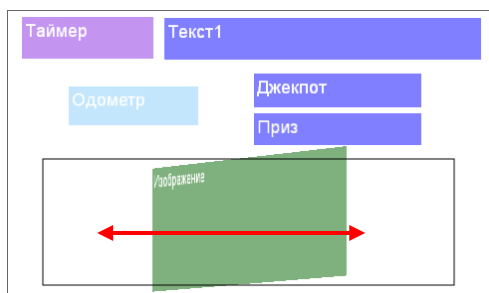 Таймер
Текст1
Одометр
Джекпот
Приз
Изображение